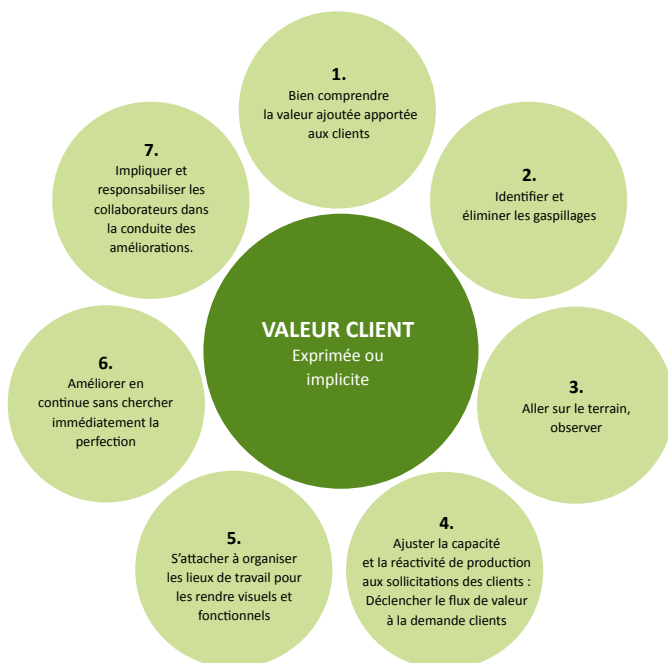 1.
Bien comprendre
la valeur ajoutée apportée
aux clients
2.
Identifier et
éliminer les gaspillages
3.
Aller sur le terrain,
observer
4.
Ajuster la capacité
et la réactivité de production
aux sollicitations des clients :
Déclencher le flux de valeur
à la demande clients
5.
S’attacher à organiser
les lieux de travail pour
les rendre visuels et
fonctionnels
6.
Améliorer en
continue sans chercher
immédiatement la
perfection
7.
Impliquer et
responsabiliser les
collaborateurs dans
la conduite des
améliorations.
VALEUR CLIENT
Exprimée ou
implicite